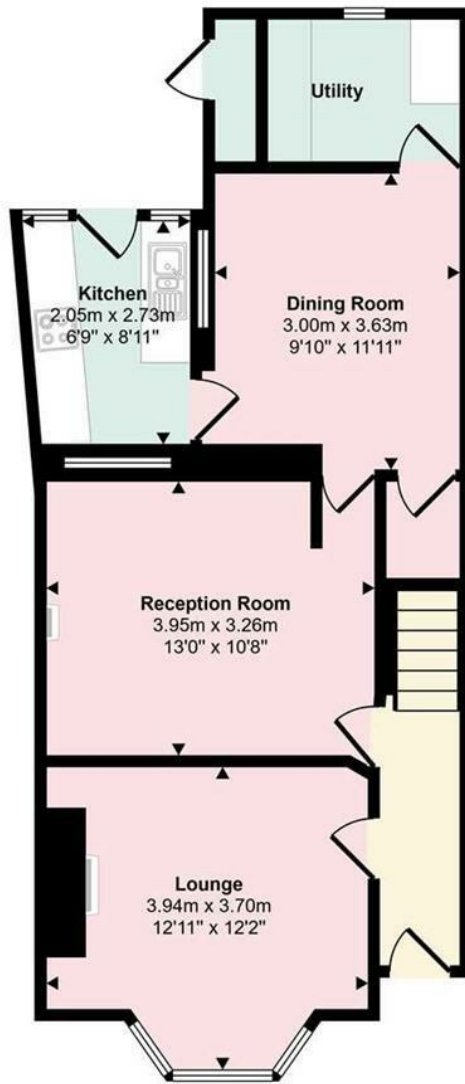 Utility
Kitchen
2.05m x 2.73m
6'9" x 8'11"
Dining Room
3.00m x 3.63m
9'10" x 11'11"
Reception Room
3.95m x 3.26m
13'0" x 10'8"
Lounge
3.94m x 3.70m
12'11" x 12'2"